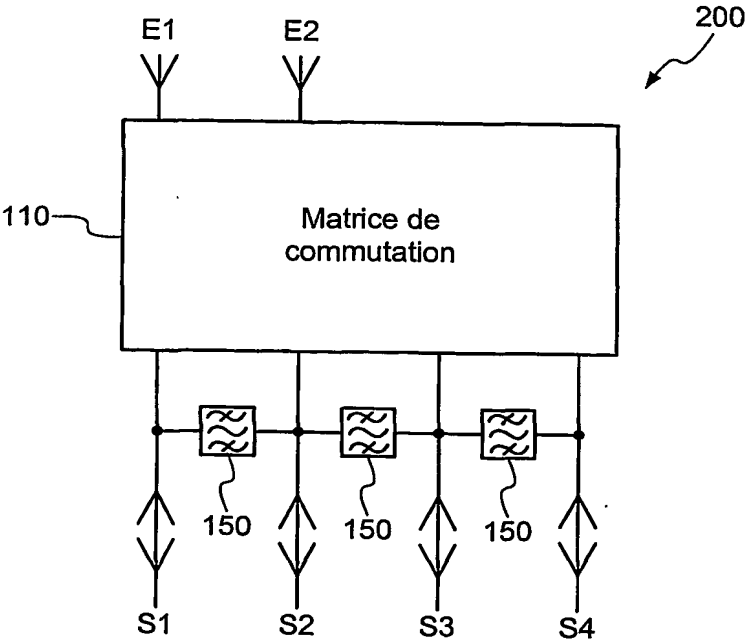 200
E1 E2
110
Matrice de
commutation
150 150 150
S1 S2 S3 S4